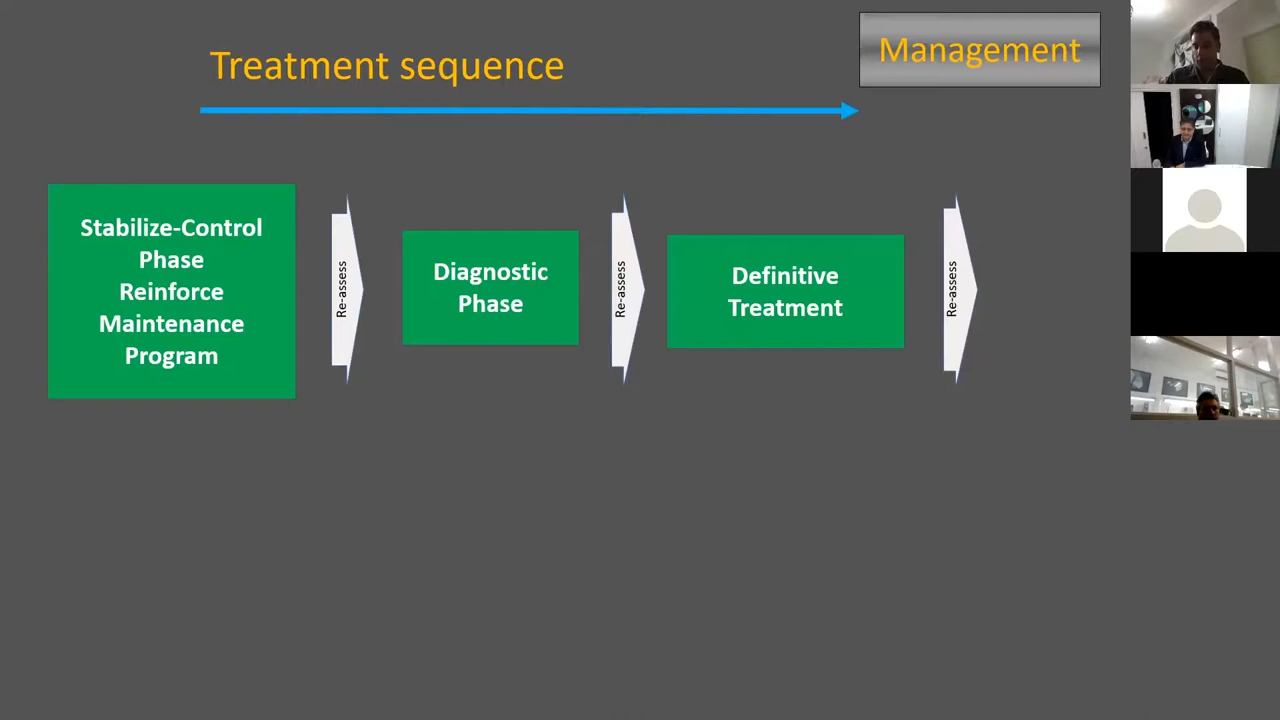 Treatment sequence
Management
Stabilize-Control
Phase
Reinforce
Maintenance
Program
Re-assess
Diagnostic
Phase
Re-assess
Definitive
Treatment
Re-assess